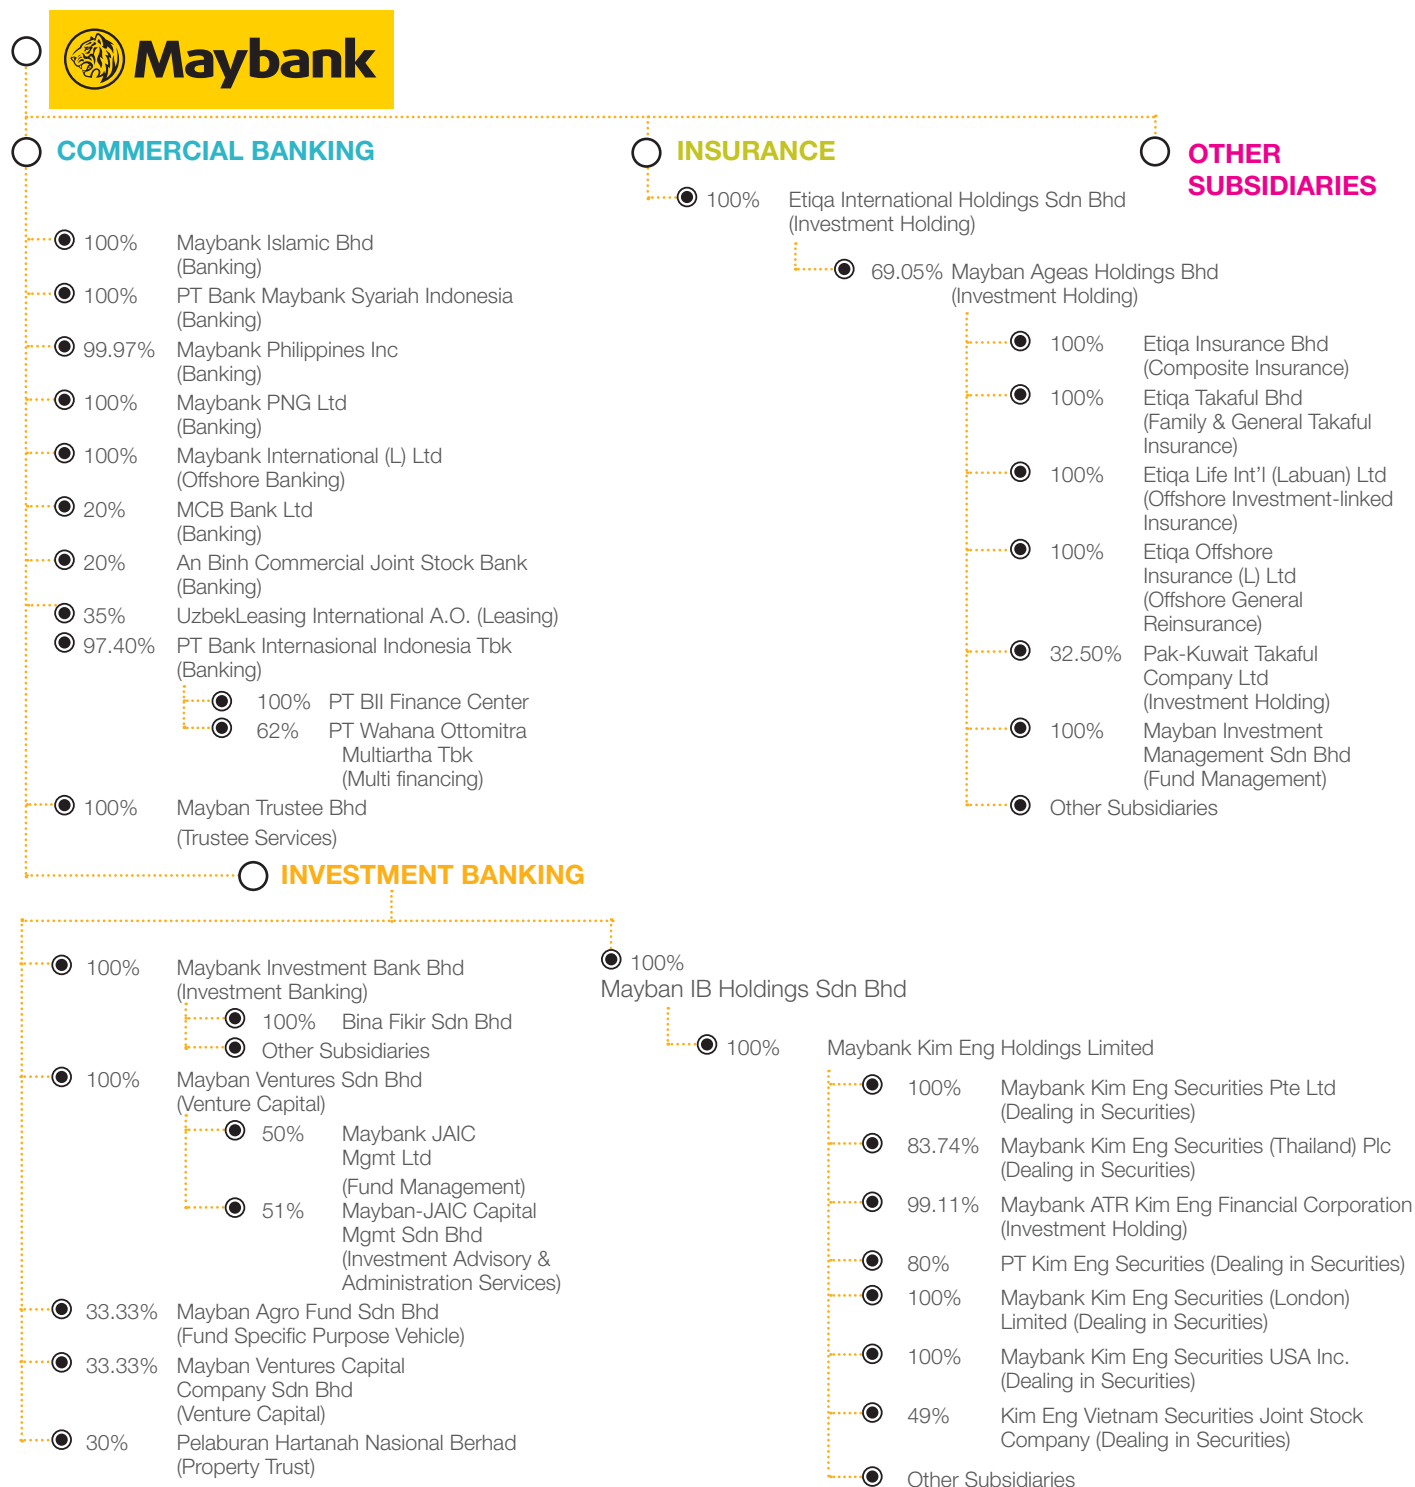 Maybank
COMMERCIAL BANKING
100% Maybank Islamic Bhd
(Banking)
100% PT Bank Maybank Syariah Indonesia
(Banking)
99.97% Maybank Philippines Inc
(Banking)
100% Maybank PNG Ltd
(Banking)
100% Maybank International (L) Ltd
(Offshore Banking)
20% MCB Bank Ltd
(Banking)
20% An Binh Commercial Joint Stock Bank
(Banking)
35% UzbekLeasing International A.O. (Leasing)
97.40% PT Bank Internasional Indonesia Tbk
(Banking)
100% PT BII Finance Center
62% PT Wahana Ottomitra
Multiartha Tbk
(Multi financing)
100% Mayban Trustee Bhd
(Trustee Services)
INSURANCE
100% Etiqa International Holdings Sdn Bhd
(Investment Holding)
69.05% Mayban Ageas Holdings Bhd
(Investment Holding)
100% Etiqa Insurance Bhd
(Composite Insurance)
100% Etiqa Takaful Bhd
(Family & General Takaful
Insurance)
100% Etiqa Life Int'l (Labuan) Ltd
(Offshore Investment-linked
Insurance)
100% Etiqa Offshore
Insurance (L) Ltd
(Offshore General
Reinsurance)
32.50% Pak-Kuwait Takaful
Company Ltd
(Investment Holding)
100% Mayban Investment
Management Sdn Bhd
(Fund Management)
Other Subsidiaries
OTHER
SUBSIDIARIES
INVESTMENT BANKING
100% Maybank Investment Bank Bhd
(Investment Banking)
100% Bina Fikir Sdn Bhd
Other Subsidiaries
100% Mayban Ventures Sdn Bhd
(Venture Capital)
50% Maybank JAIC
Mgmt Ltd
(Fund Management)
51% Mayban-JAIC Capital
Mgmt Sdn Bhd
(Investment Advisory &
Administration Services)
33.33% Mayban Agro Fund Sdn Bhd
(Fund Specific Purpose Vehicle)
33.33% Mayban Ventures Capital
Company Sdn Bhd
(Venture Capital)
30% Pelaburan Hartanah Nasional Berhad
(Property Trust)
100%
Mayban IB Holdings Sdn Bhd
100% Maybank Kim Eng Holdings Limited
100% Maybank Kim Eng Securities Pte Ltd
(Dealing in Securities)
83.74% Maybank Kim Eng Securities (Thailand) Plc
(Dealing in Securities)
99.11% Maybank ATR Kim Eng Financial Corporation
(Investment Holding)
80% PT Kim Eng Securities (Dealing in Securities)
100% Maybank Kim Eng Securities (London)
Limited (Dealing in Securities)
100% Maybank Kim Eng Securities USA Inc.
(Dealing in Securities)
49% Kim Eng Vietnam Securities Joint Stock
Company (Dealing in Securities)
Other Subsidiaries